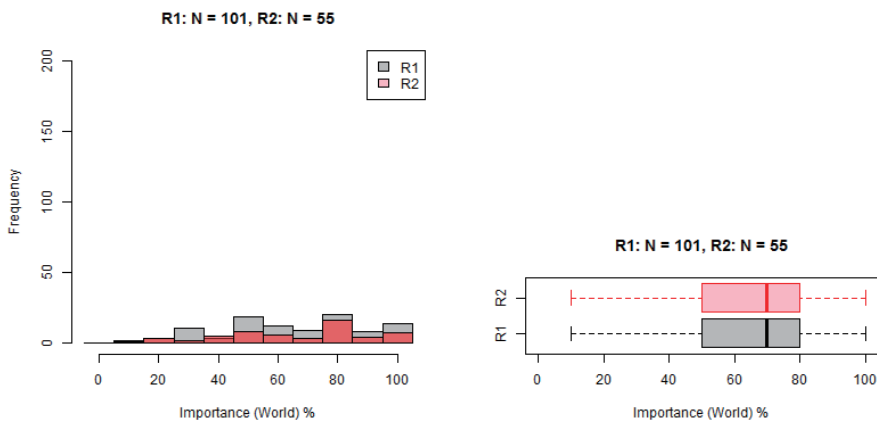 R1: N = 101, R2: N = 55
R1
R2
Frequency
200
150
100
50
0
0 20 40 60 80 100
Importance (World) %
R1: N = 101, R2: N = 55
R2
R1
0 20 40 60 80 100
Importance (World) %